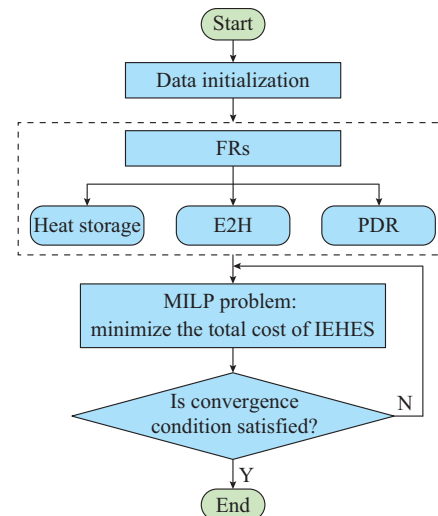 Start
Data initialization
FRs
Heat storage
E2H
PDR
MILP problem:
minimize the total cost of IEHES
Is convergence
condition satisfied?
N
Y
End